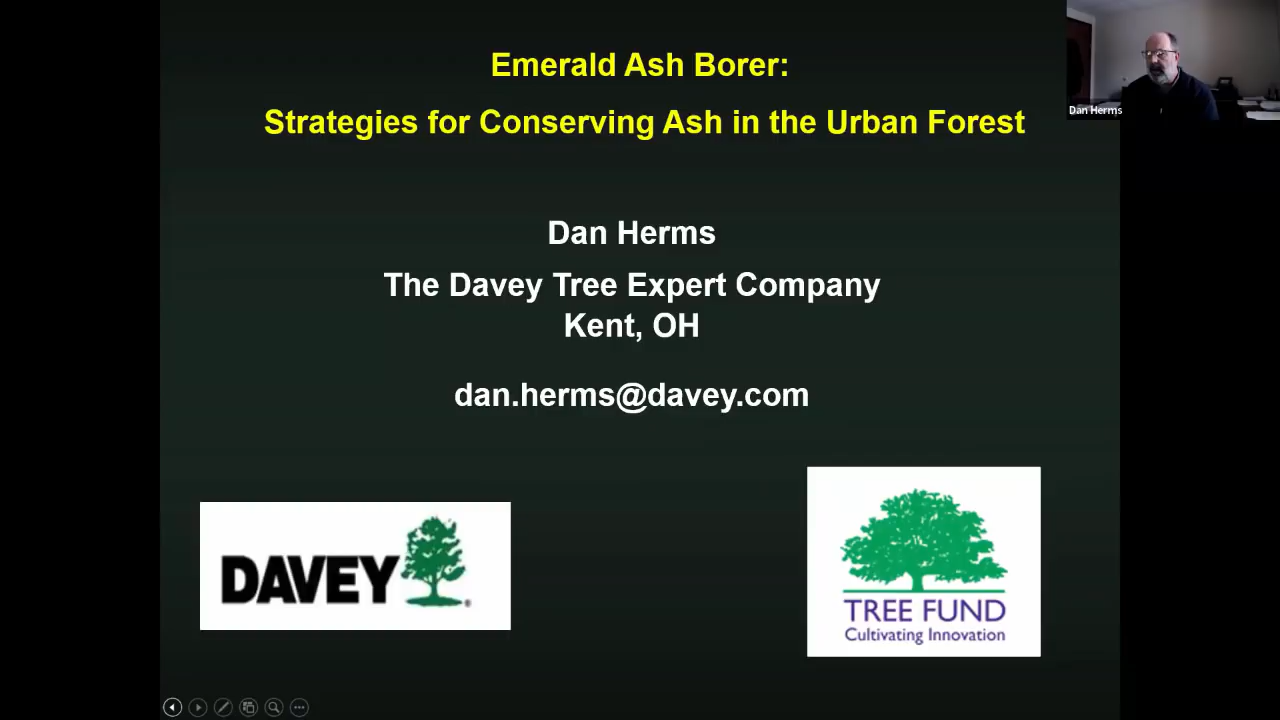 Emerald Ash Borer:
Strategies for Conserving Ash in the Urban Forest
Dan Herms
Dan Herms
The Davey Tree Expert Company
Kent, OH
dan.herms@davey.com
DAVEY®
TREE FUND
Cultivating Innovation